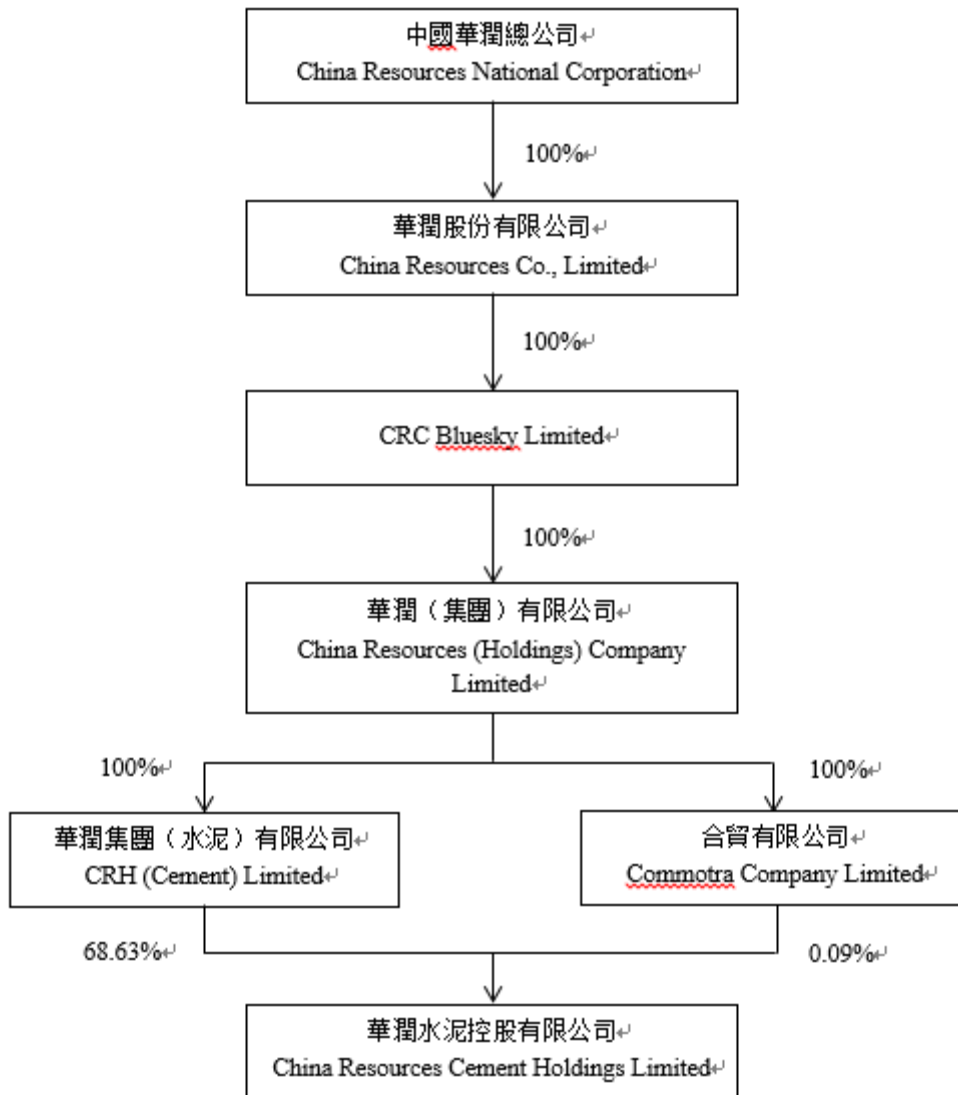 中國華潤總公司↵
China Resources National Corporation↵
100%↵
華潤股份有限公司↵
China Resources Co., Limited↵
100%↵
CRC Bluesky Limited↵
100%↵
華潤（集團）有限公司↵
China Resources (Holdings) Company
Limited↵
100%↵
100%↵
華潤集團（水泥）有限公司↵
CRH (Cement) Limited↵
合貿有限公司↵
Commotra Company Limited↵
68.63%↵
0.09%↵
華潤水泥控股有限公司↵
China Resources Cement Holdings Limited↵